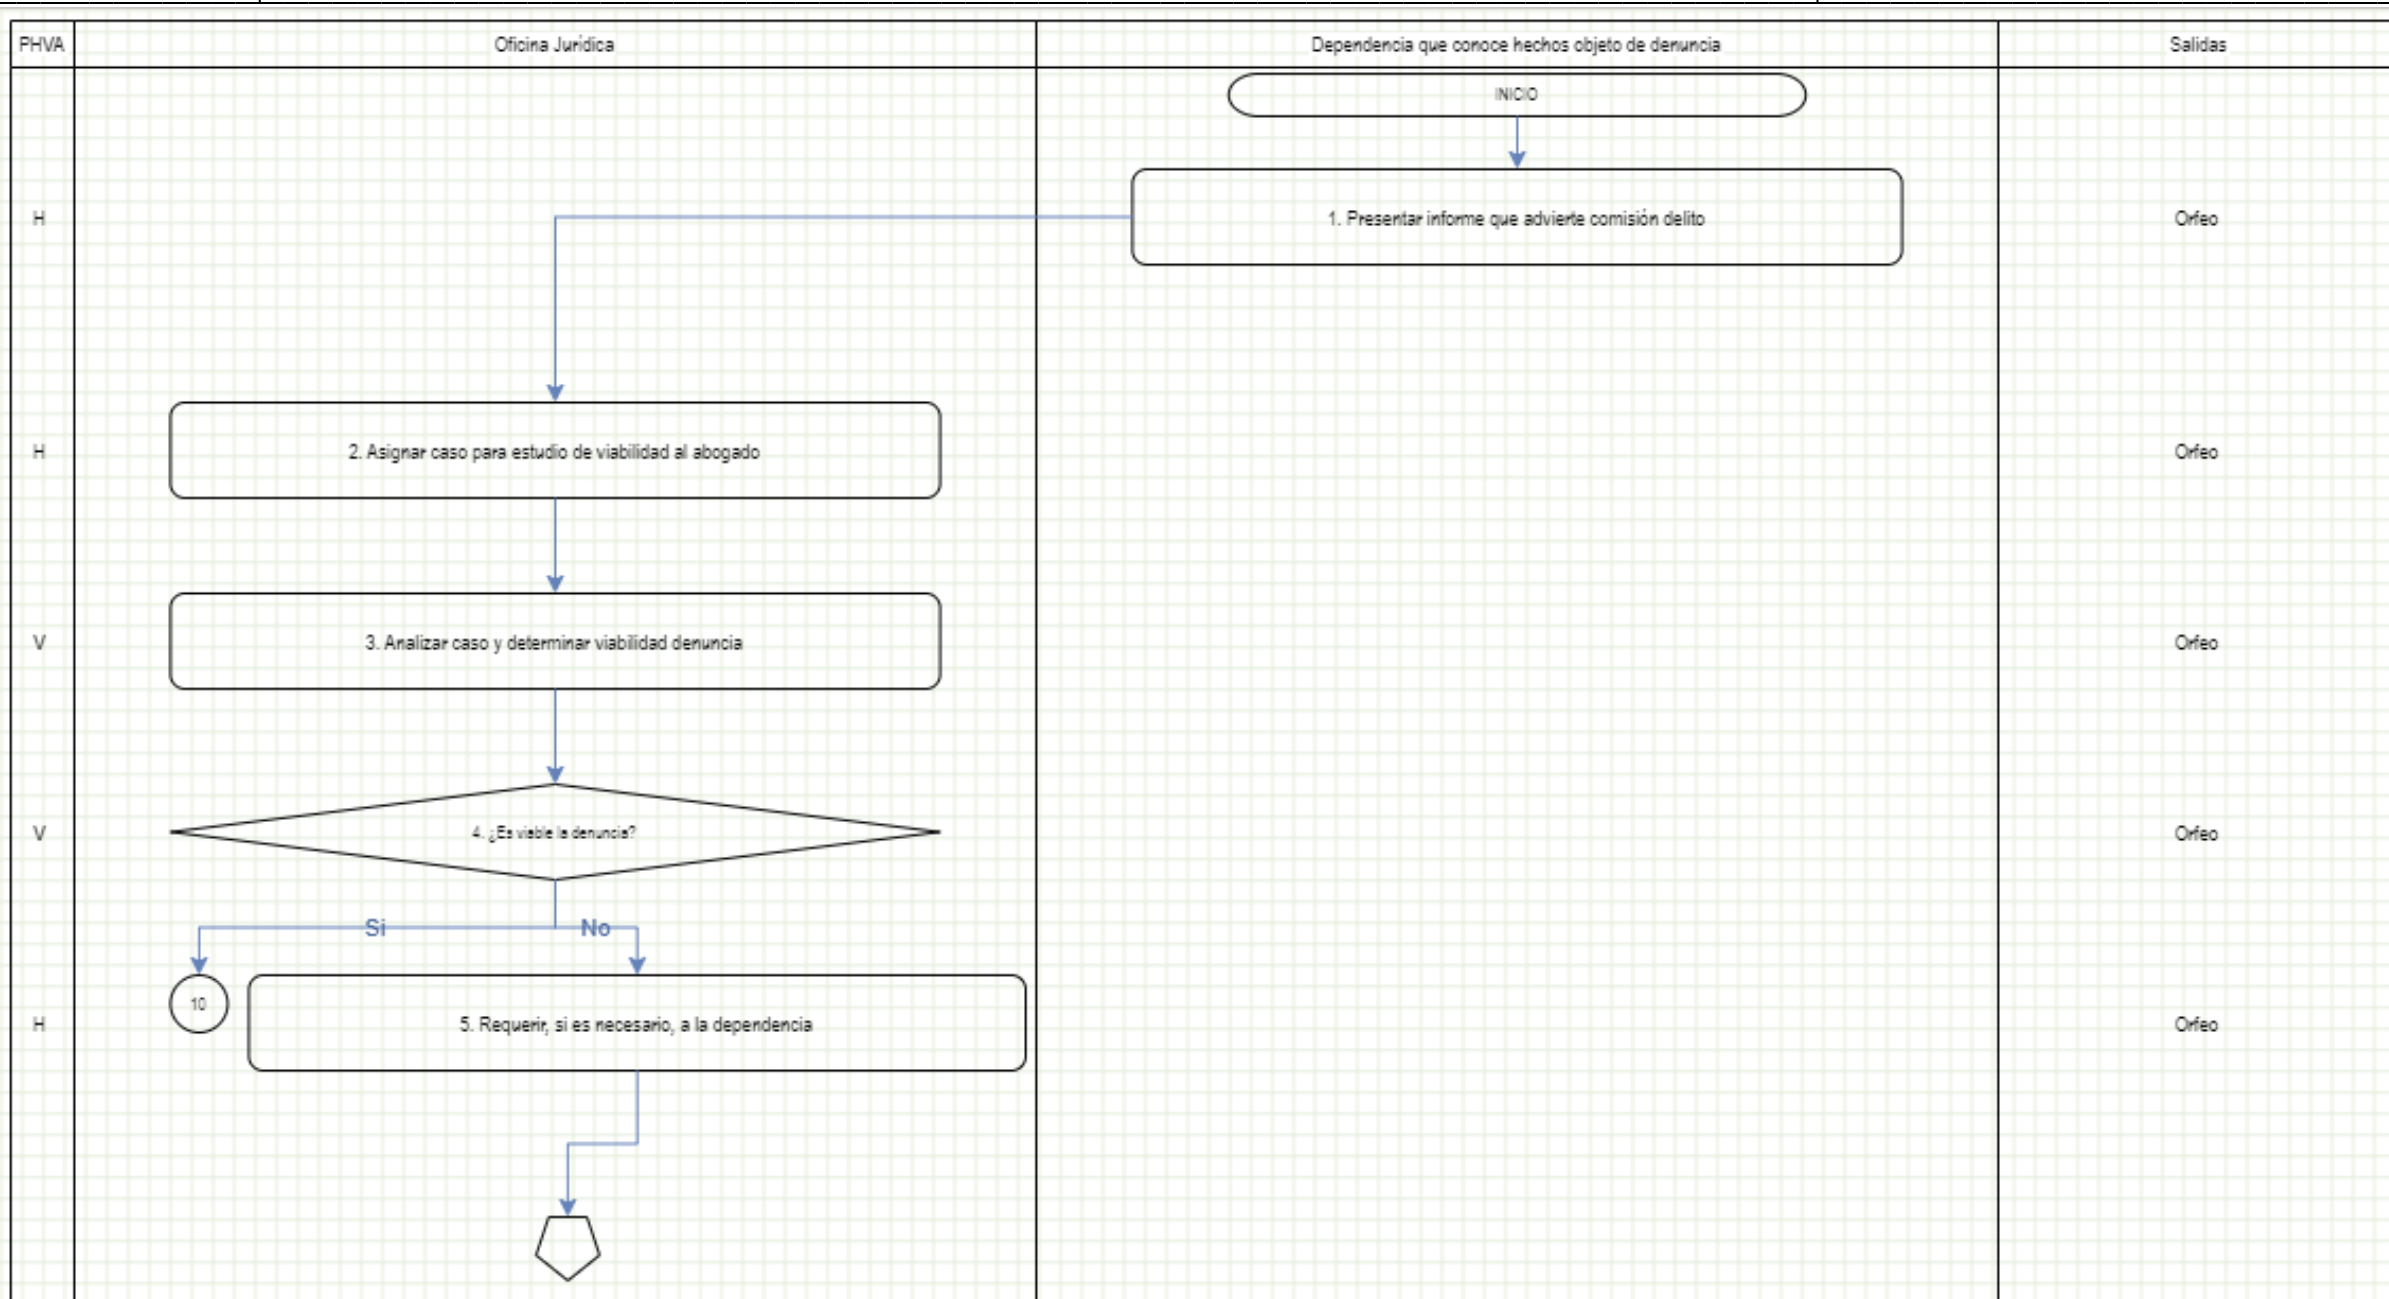 PHVA
Oficina Jurídica
Dependencia que conoce hechos objeto de denuncia
Salidas
INICIO
H
1. Presentar informe que advierte comisión delito
Orfeo
H
2. Asignar caso para estudio de viabilidad al abogado
Orfeo
V
3. Analizar caso y determinar viabilidad denuncia
Orfeo
V
4. ¿Es viable la denuncia?
Orfeo
Si
No
H
10
5. Requerir, si es necesario, a la dependencia
Orfeo